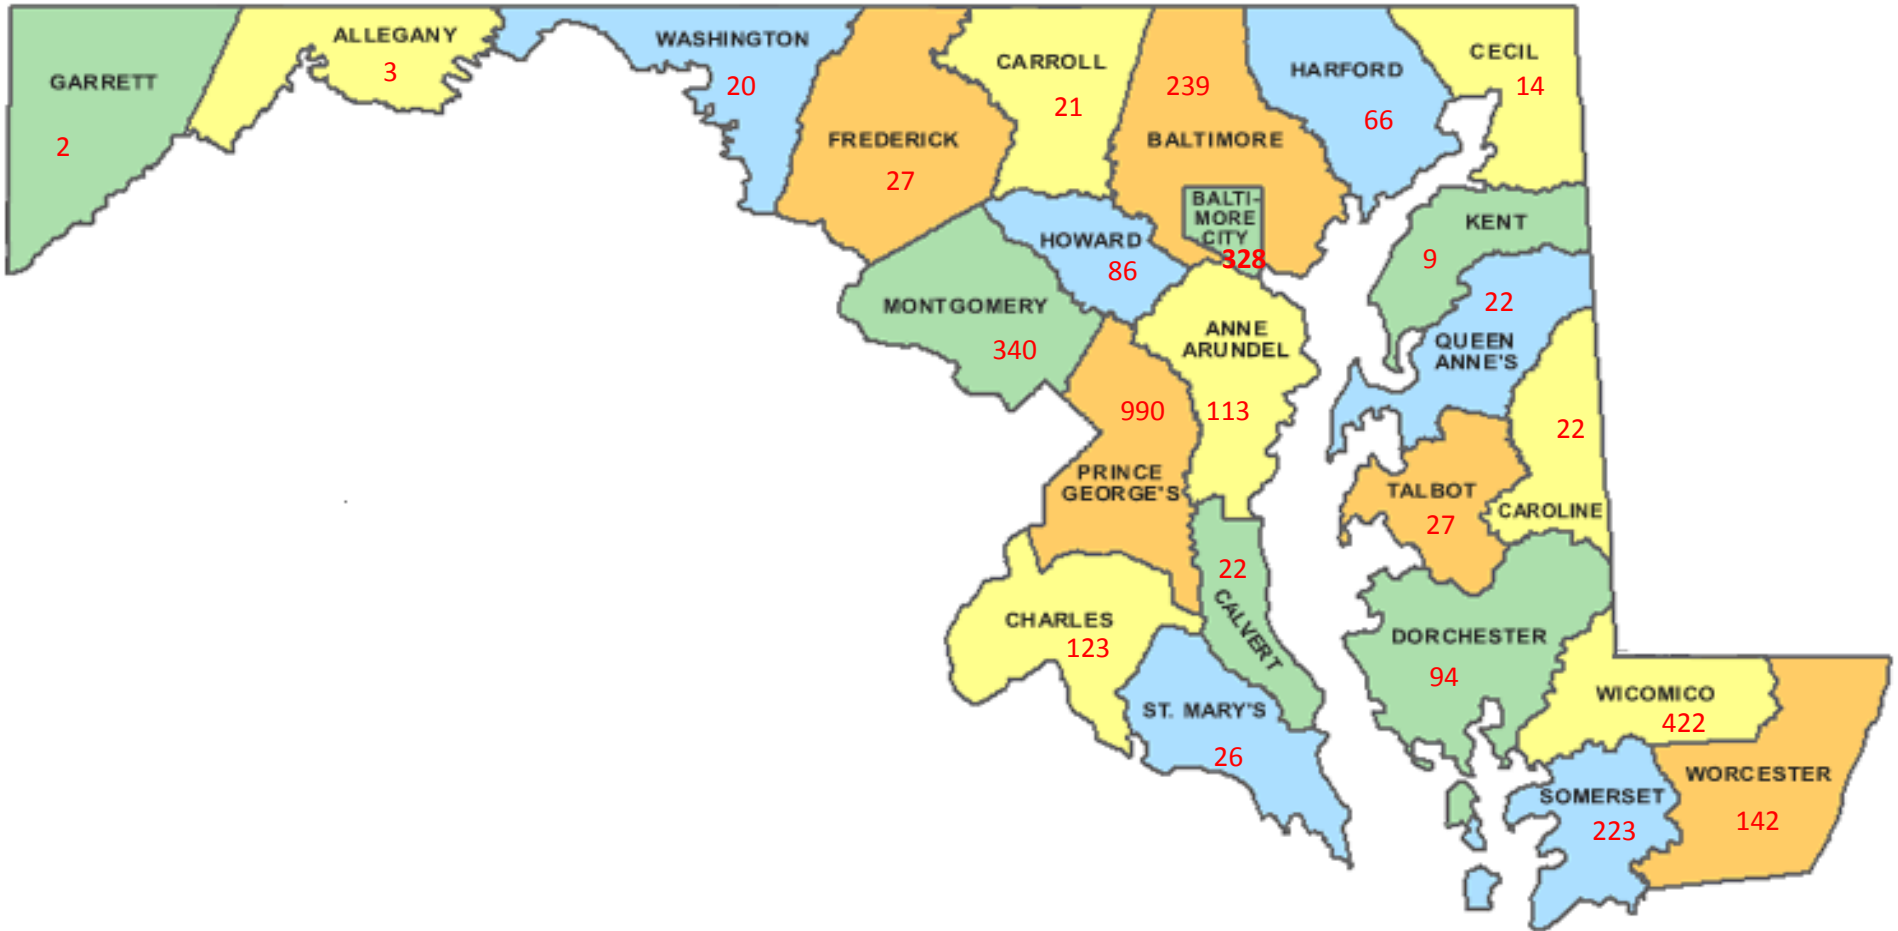 GARRETT
2
ALLEGANY
3
WASHINGTON
20
FREDERICK
27
CARROLL
21
239
BALTIMORE
BALTI-
MORE
CITY
328
HARFORD
66
CECIL
14
KENT
9
HOWARD
86
MONTGOMERY
340
ANNE
ARUNDEL
113
990
PRINCE
GEORGE'S
22
QUEEN
ANNE'S
22
CAROLINE
TALBOT
27
22
CALVERT
CHARLES
123
ST. MARY'S
26
DORCHESTER
94
WICOMICO
422
SOMERSET
223
WORCESTER
142